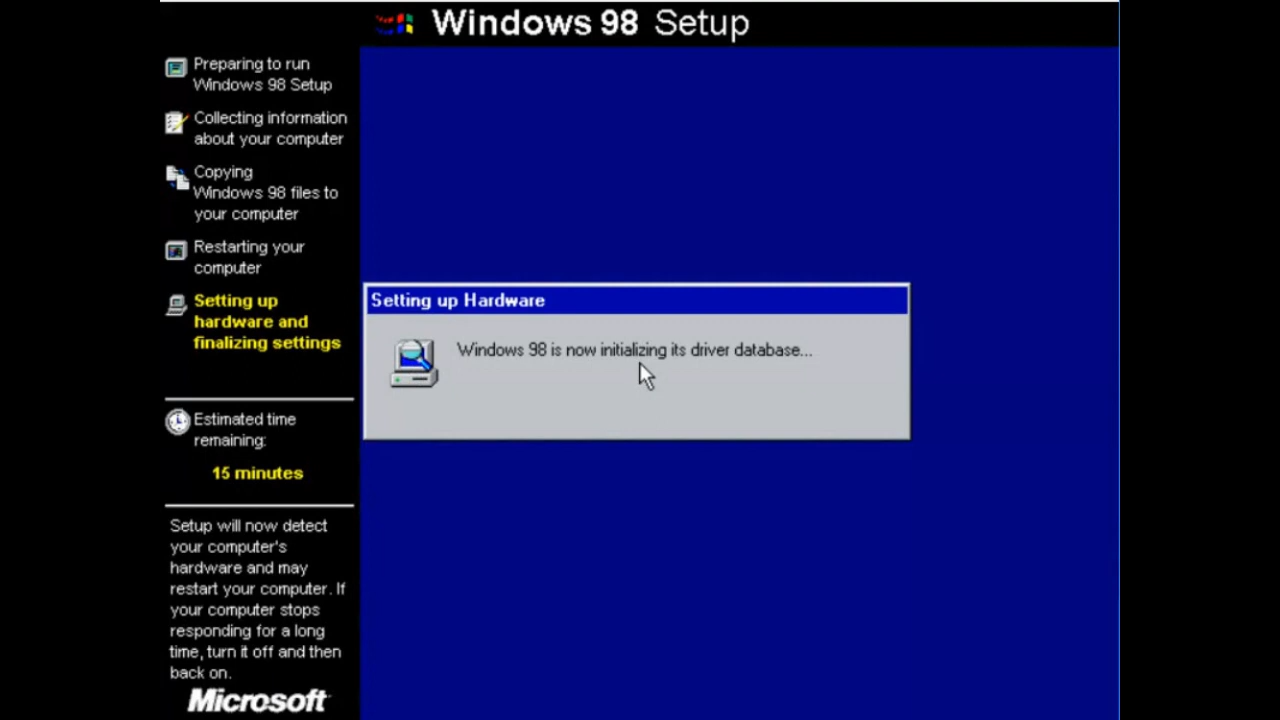 Windows 98 Setup
Preparing to run
Windows 98 Setup
Collecting information
about your computer
Copying
Windows 98 files to
your computer
Restarting your
computer
Setting up
hardware and
finalizing settings
Estimated time
remaining:
15 minutes
Setup will now detect
your computer's
hardware and may
restart your computer. If
your computer stops
responding for a long
time, turn it off and then
back on.
Microsoft
Setting up Hardware
Windows 98 is now initializing its driver database...